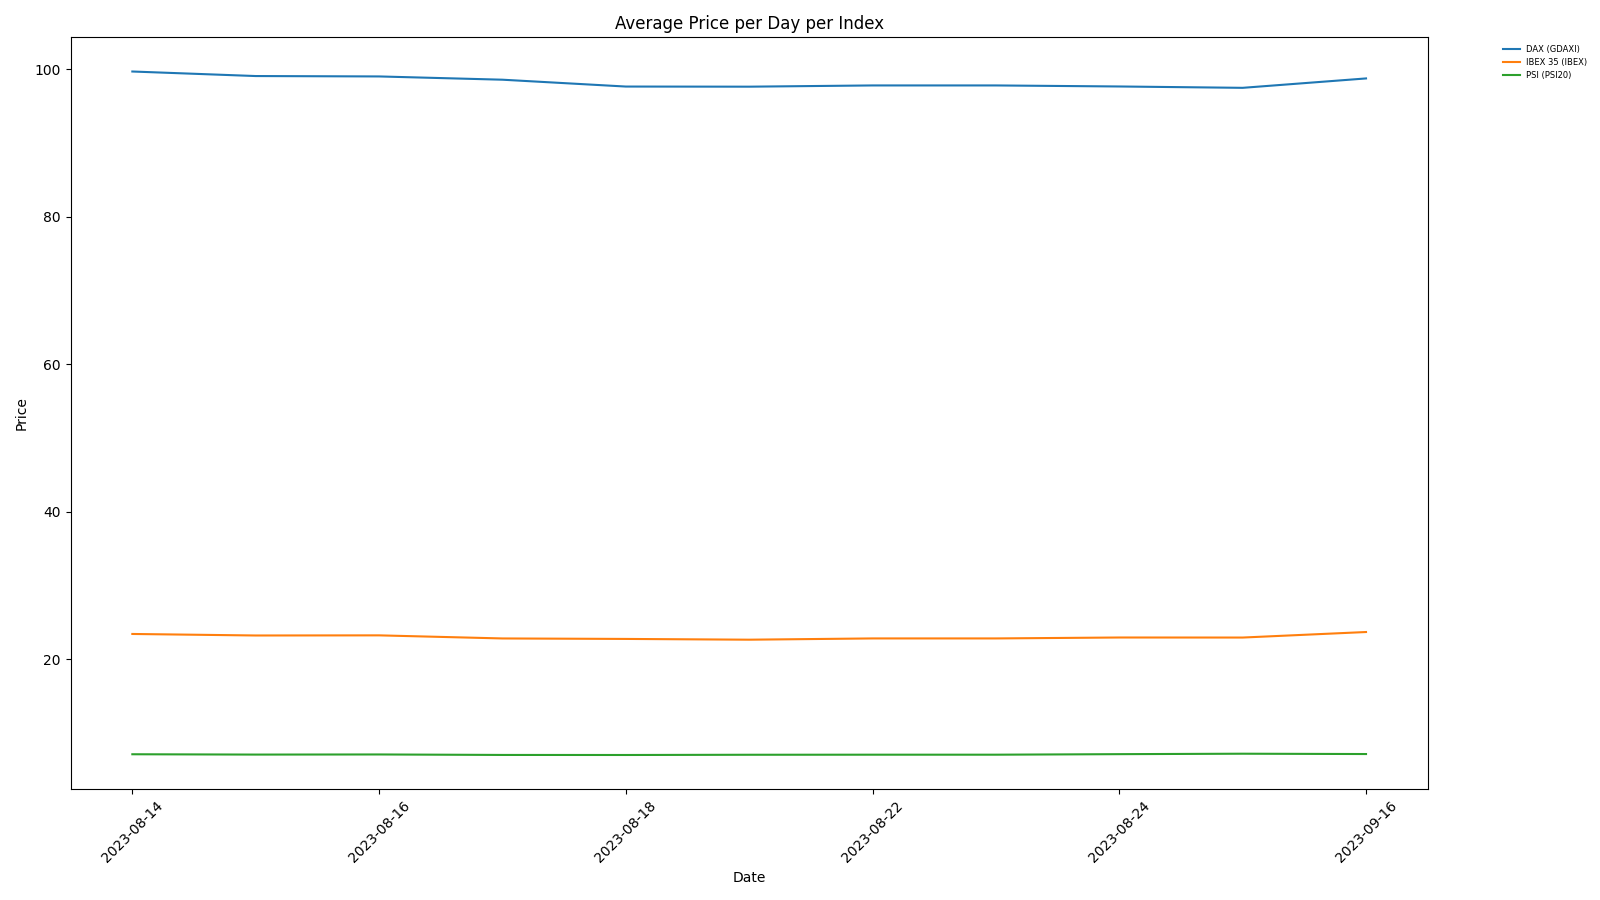 Average Price per Day per Index
DAX (GDAXI)
IBEX 35 (IBEX)
PSI (PSI20)
100
80
60
40
20
Price
2023-08-14
2023-08-16
2023-08-18
2023-08-22
2023-08-24
2023-09-16
Date